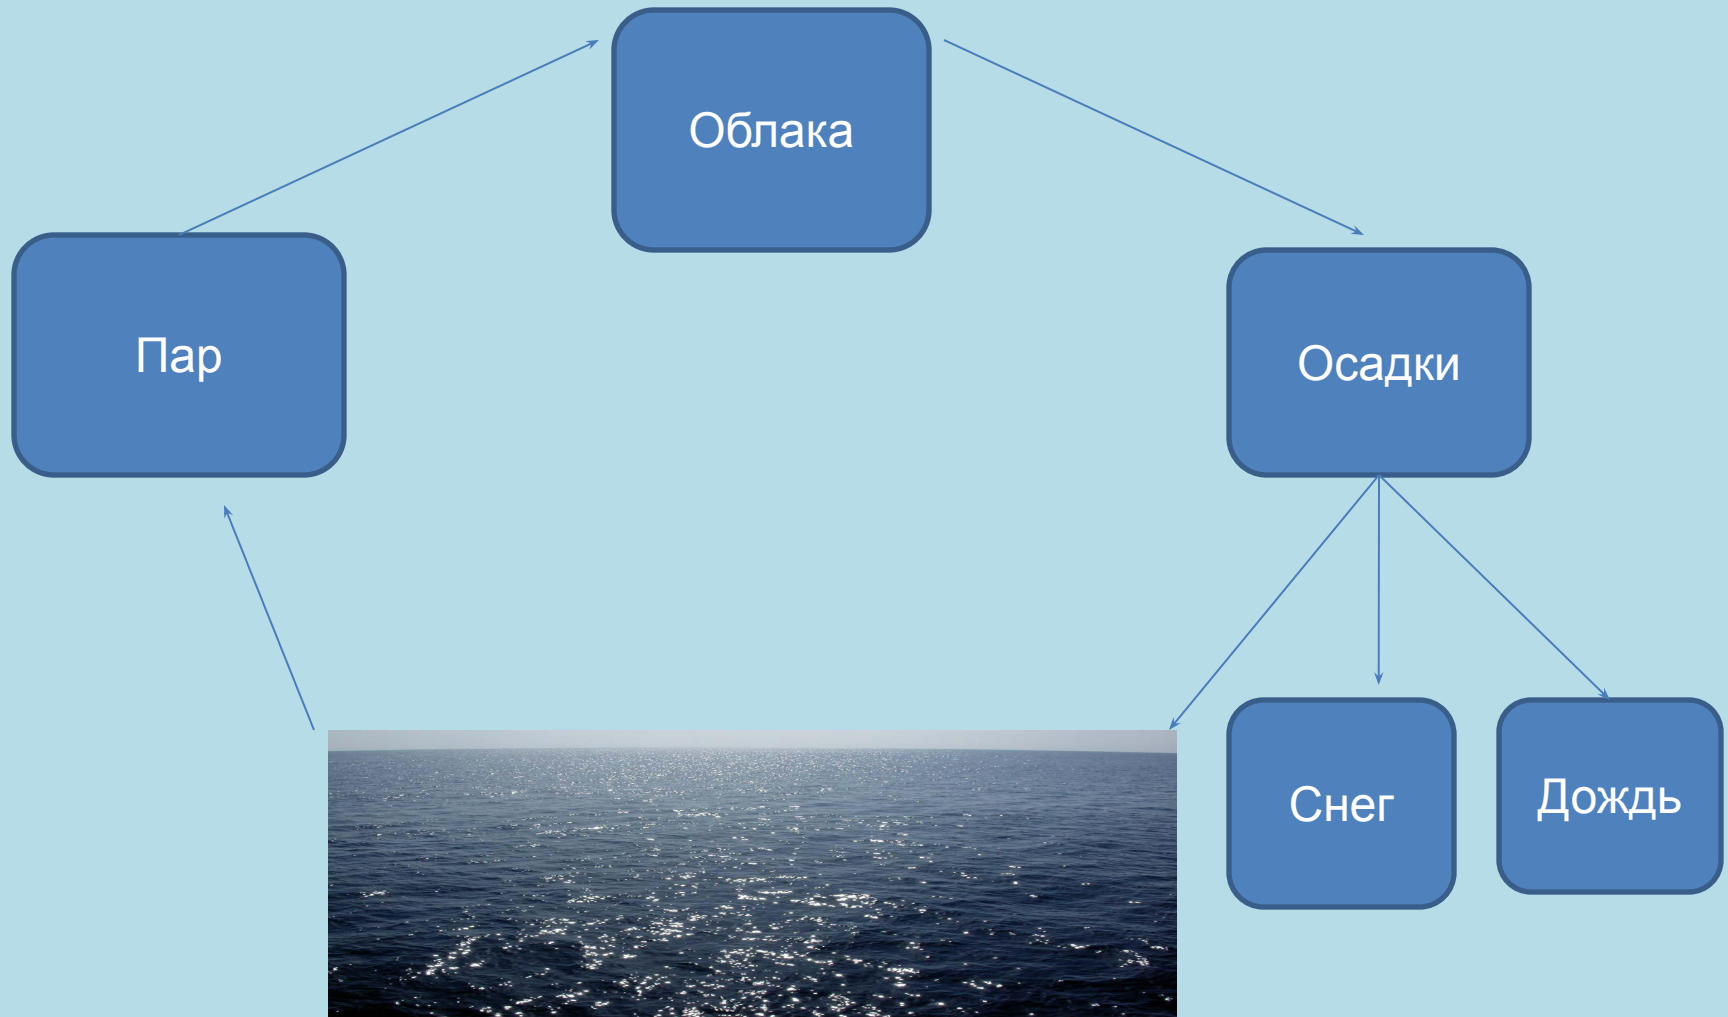 Облака
Пар
Осадки
Снег
Дождь